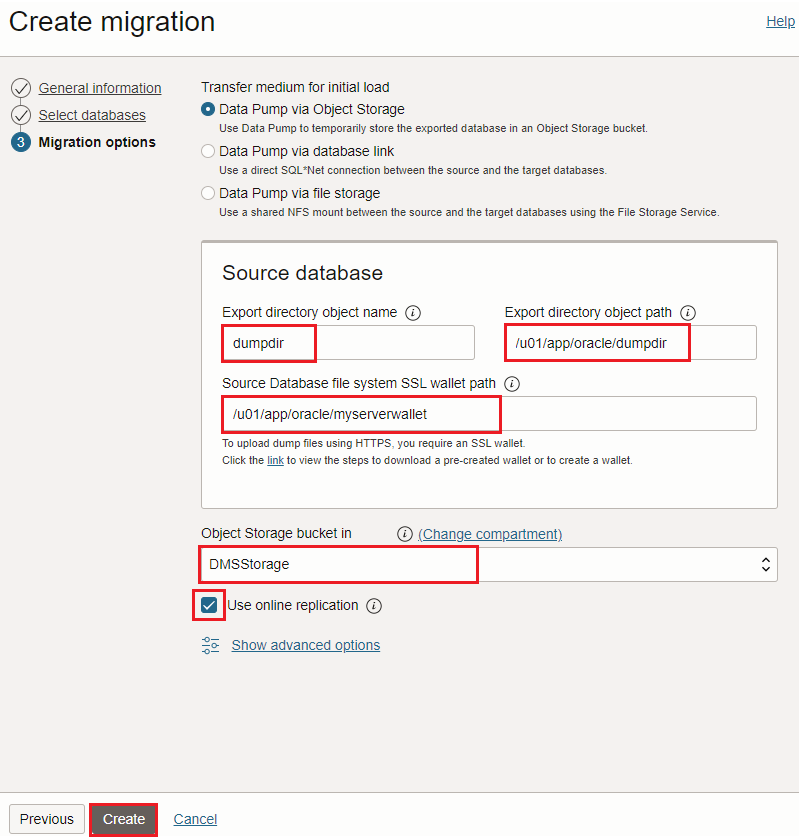 Create migration
Help
General information
Select databases
3 Migration options
Transfer medium for initial load
Data Pump via Object Storage
Use Data Pump to temporarily store the exported database in an Object Storage bucket.
Data Pump via database link
Use a direct SQL*Net connection between the source and the target databases.
Data Pump via file storage
Use a shared NFS mount between the source and the target databases using the File Storage Service.
Source database
Export directory object name i
Export directory object path i
dumpdir
/u01/app/oracle/dumpdir
Source Database file system SSL wallet path i
/u01/app/oracle/myserverwallet
To upload dump files using HTTPS, you require an SSL wallet.
Click the link to view the steps to download a pre-created wallet or to create a wallet.
Object Storage bucket in i (Change compartment)
DMSStorage
Use online replication i
Show advanced options
Previous
Create
Cancel